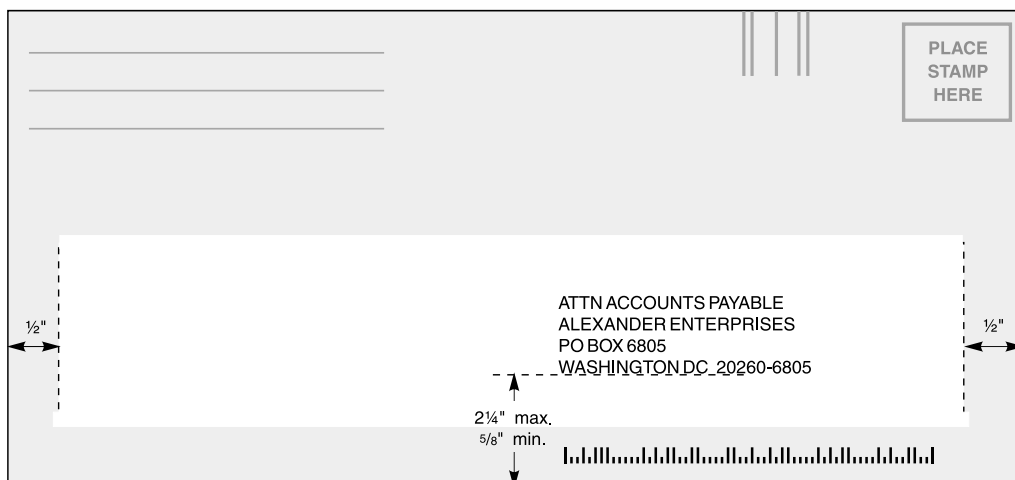 PLACE
STAMP
HERE
ATTN ACCOUNTS PAYABLE
ALEXANDER ENTERPRISES
PO BOX 6805
WASHINGTON DC 20260-6805
½"
½"
2¼" max.
5/8" min.